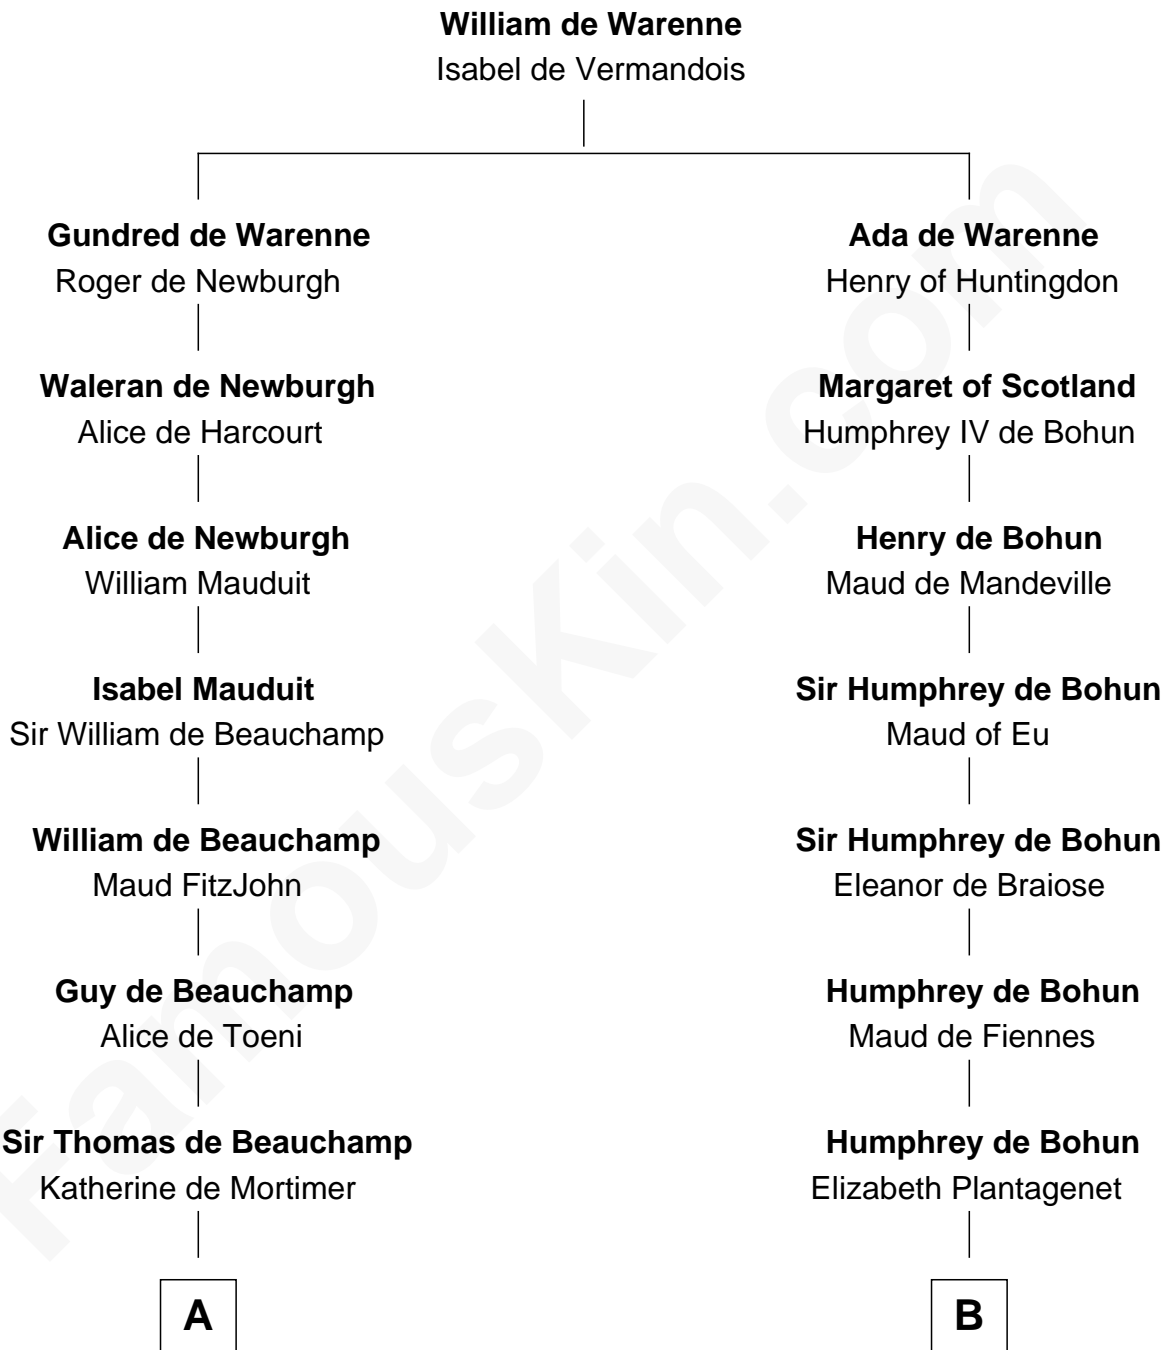 William de Warenne
Isabel de Vermandois
Gundred de Warenne
Roger de Newburgh
Ada de Warenne
Henry of Huntingdon
Waleran de Newburgh
Alice de Harcourt
Margaret of Scotland
Humphrey IV de Bohun
Alice de Newburgh
William Mauduit
Henry de Bohun
Maud de Mandeville
Isabel Mauduit
Sir William de Beauchamp
Sir Humphrey de Bohun
Maud of Eu
William de Beauchamp
Maud FitzJohn
Sir Humphrey de Bohun
Eleanor de Braiose
Guy de Beauchamp
Alice de Toeni
Humphrey de Bohun
Maud de Fiennes
Sir Thomas de Beauchamp
Katherine de Mortimer
Humphrey de Bohun
Elizabeth Plantagenet
A
B
FamousKin.com